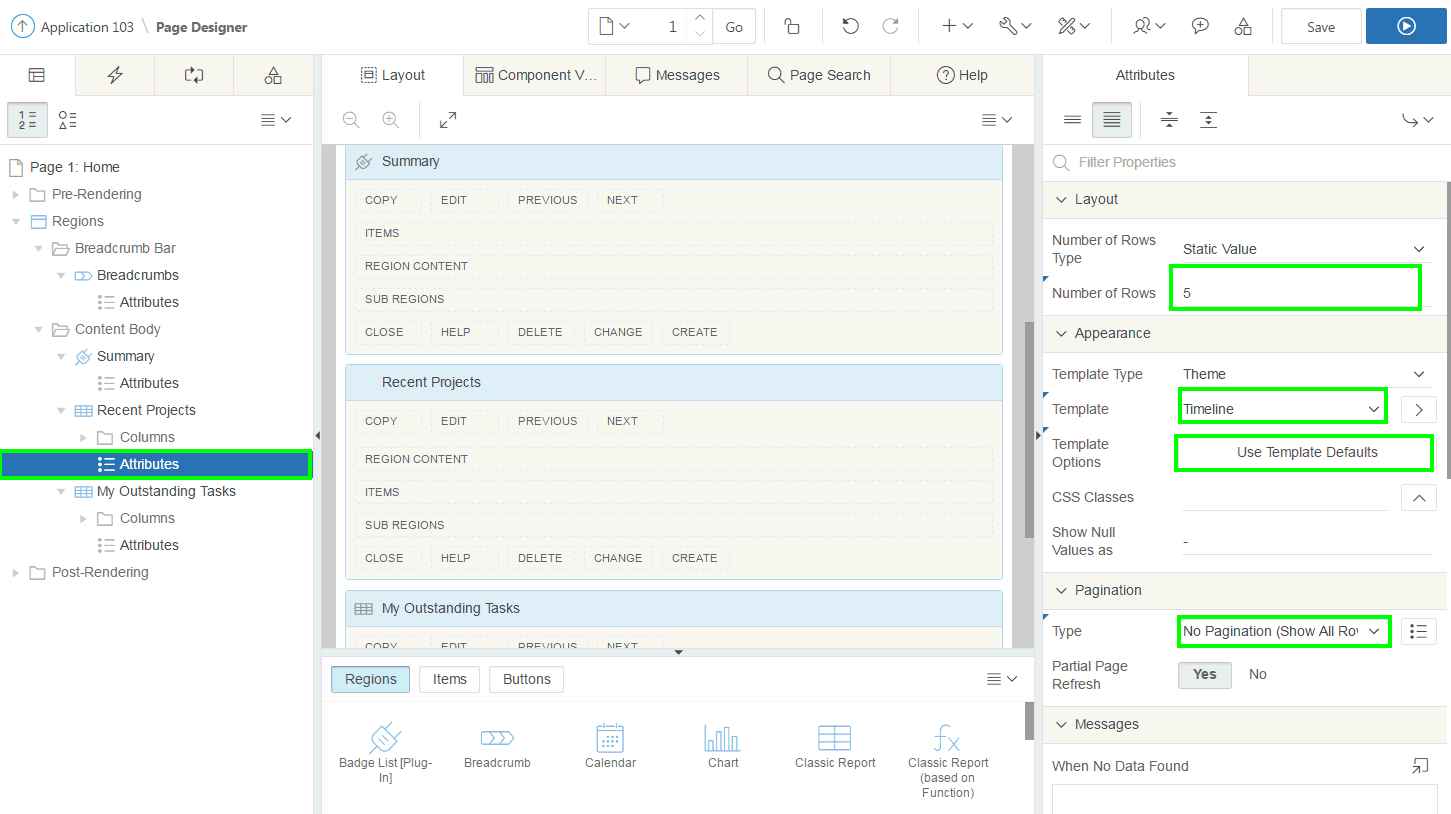 Application 103 \ Page Designer
1
Go
Save
Layout
Component V...
Messages
Page Search
Help
Attributes
1
2
Page 1: Home
Pre-Rendering
Regions
Breadcrumb Bar
Breadcrumbs
Attributes
Content Body
Summary
Attributes
Recent Projects
Columns
Attributes
My Outstanding Tasks
Columns
Attributes
Post-Rendering
Summary
COPY EDIT PREVIOUS NEXT
ITEMS
REGION CONTENT
SUB REGIONS
CLOSE HELP DELETE CHANGE CREATE
Recent Projects
COPY EDIT PREVIOUS NEXT
REGION CONTENT
ITEMS
SUB REGIONS
CLOSE HELP DELETE CHANGE CREATE
My Outstanding Tasks
COPY EDIT PREVIOUS NEXT
Regions
Items
Buttons
Badge List [Plug-
In]
Breadcrumb
Calendar
Chart
Classic Report
Classic Report
(based on
Function)
Filter Properties
Layout
Number of Rows
Type
Static Value
Number of Rows
5
Appearance
Template Type
Theme
Template
Timeline
Template
Options
Use Template Defaults
CSS Classes
Show Null
Values as
-
Pagination
Type
No Pagination (Show All Ro
Partial Page
Refresh
Yes
No
Messages
When No Data Found